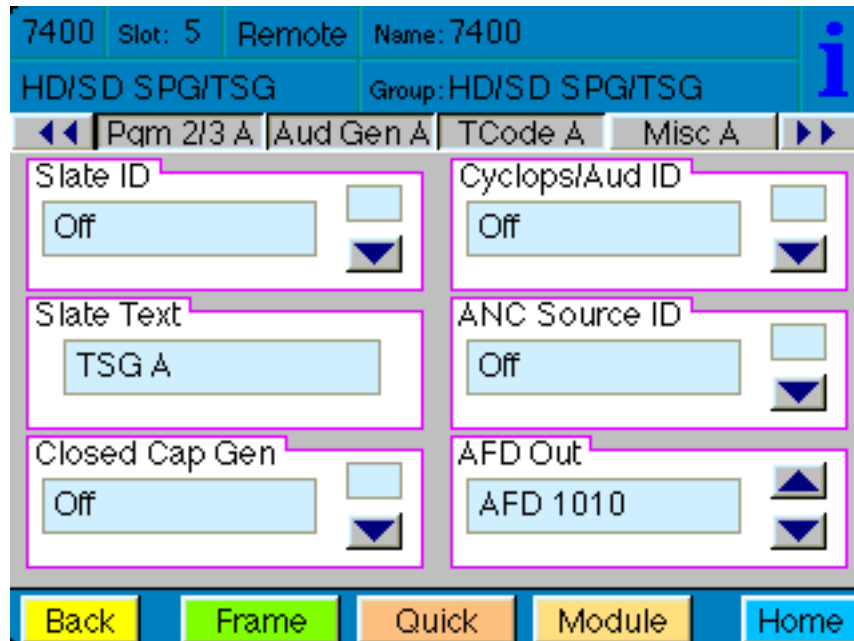 7400 Slot: 5 Remote Name: 7400
HD/SD SPG/TSG Group: HD/SD SPG/TSG
i
Pgm 2/3 A Aud Gen A TCode A Misc A
Slate ID
Off
Cyclops/Aud ID
Off
Slate Text
TSG A
ANC Source ID
Off
Closed Cap Gen
Off
AFD Out
AFD 1010
Back Frame Quick Module Home